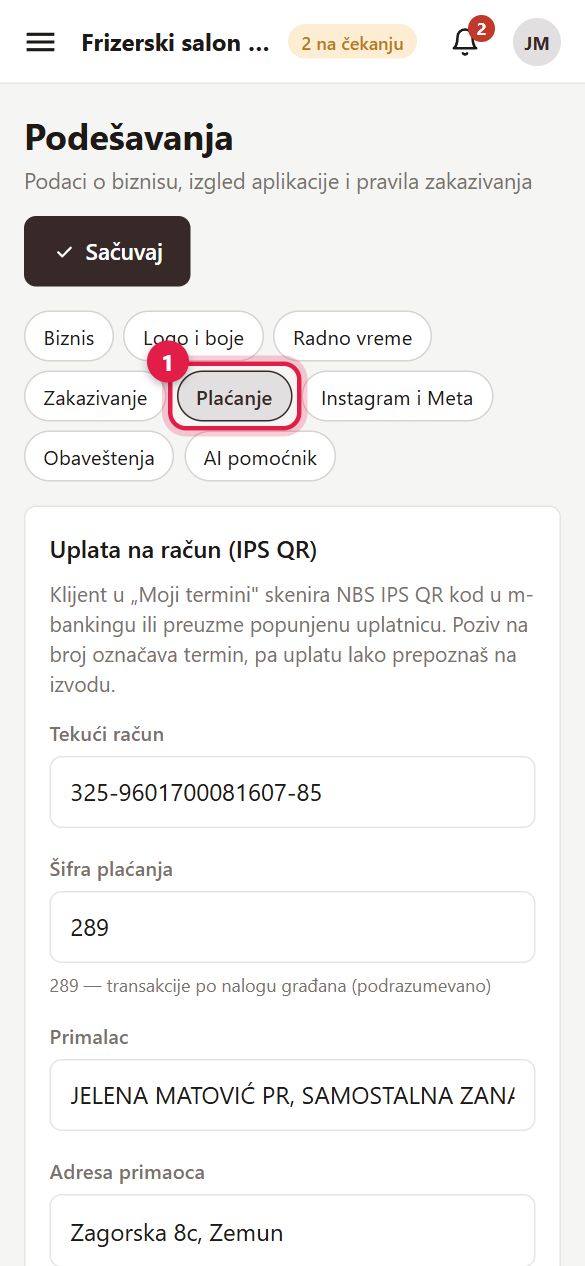 Frizerski salon ...
2 na čekanju
2
JM
Podešavanja
Podaci o biznisu, izgled aplikacije i pravila zakazivanja
Sačuvaj
Biznis
Logo i boje
Radno vreme
1
Zakazivanje
Plaćanje
Instagram i Meta
Obaveštenja
AI pomoćnik
Uplata na račun (IPS QR)
Klijent u „Moji termini" skenira NBS IPS QR kod u m-
bankingu ili preuzme popunjenu uplatnicu. Poziv na
broj označava termin, pa uplatu lako prepoznaš na
izvodu.
Tekući račun
325-9601700081607-85
Šifra plaćanja
289
289 — transakcije po nalogu građana (podrazumevano)
Primalac
JELENA MATOVIĆ PR, SAMOSTALNA ZANA
Adresa primaoca
Zagorska 8c, Zemun